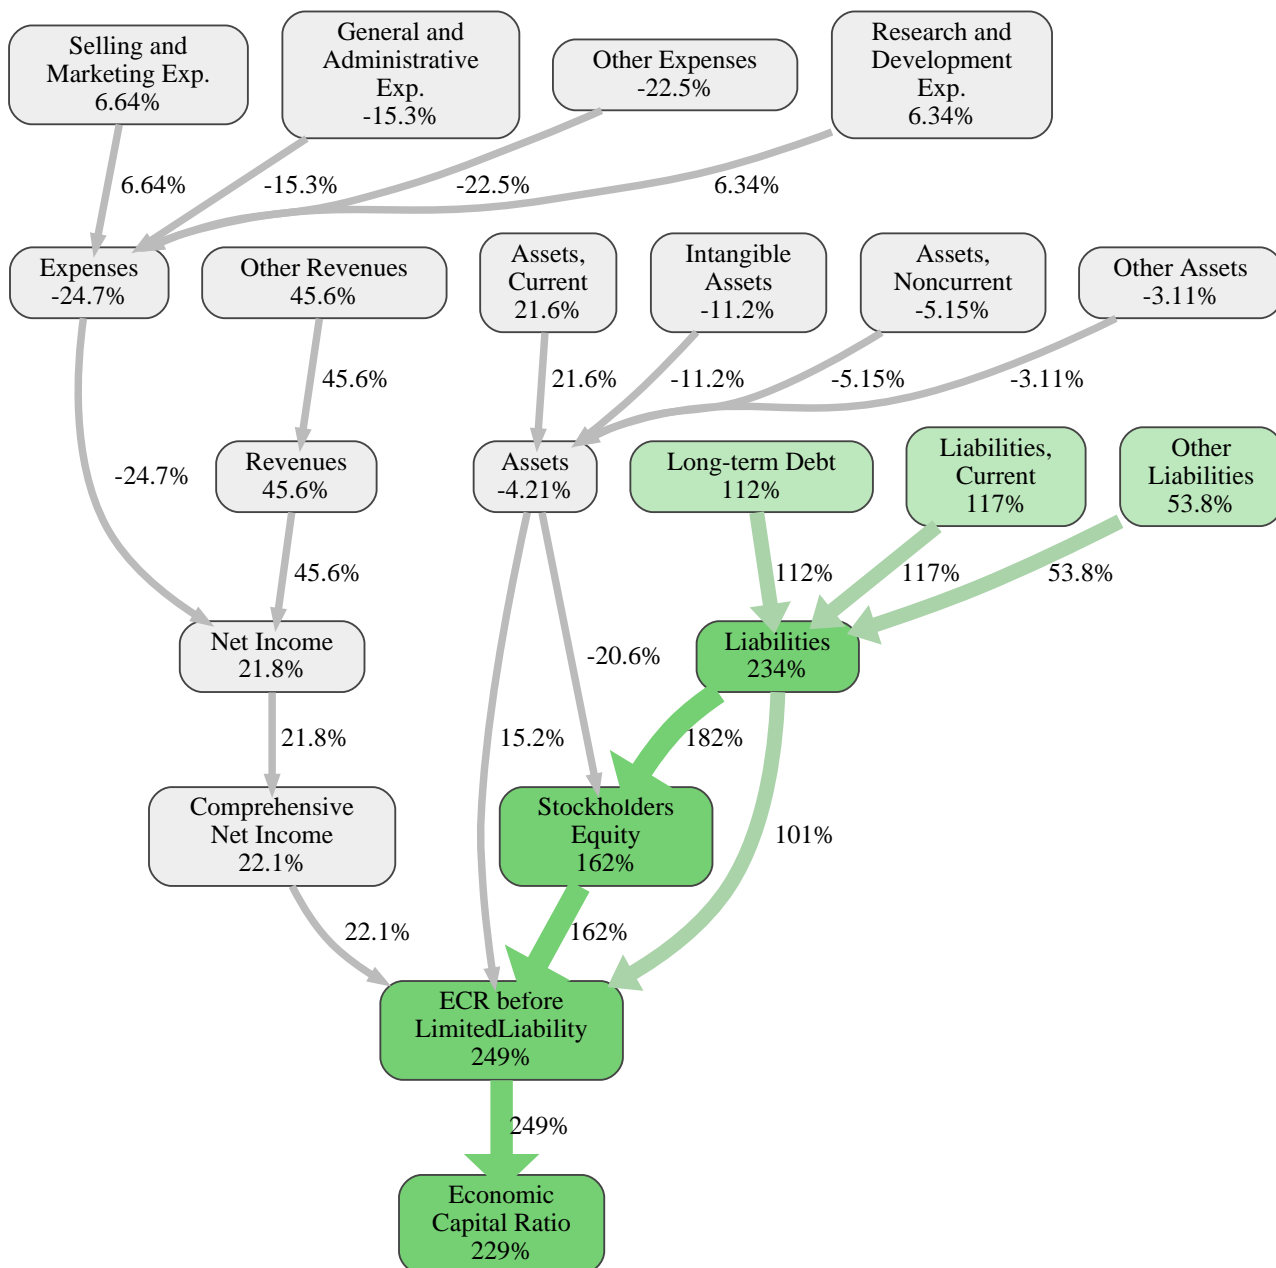 Selling and
Marketing Exp.
6.64%
General and
Administrative
Exp.
-15.3%
Other Expenses
-22.5%
Research and
Development
Exp.
6.34%
6.64%
-15.3%
-22.5%
6.34%
Expenses
-24.7%
Other Revenues
45.6%
Assets,
Current
21.6%
Intangible
Assets
-11.2%
Assets,
Noncurrent
-5.15%
Other Assets
-3.11%
45.6%
21.6%
-11.2%
-5.15%
-3.11%
-24.7%
Revenues
45.6%
Assets
-4.21%
Long-term Debt
112%
Liabilities,
Current
117%
Other
Liabilities
53.8%
45.6%
112%
117%
53.8%
Net Income
21.8%
-20.6%
Liabilities
234%
21.8%
15.2%
182%
Comprehensive
Net Income
22.1%
Stockholders
Equity
162%
101%
22.1%
162%
ECR before
LimitedLiability
249%
249%
Economic
Capital Ratio
229%